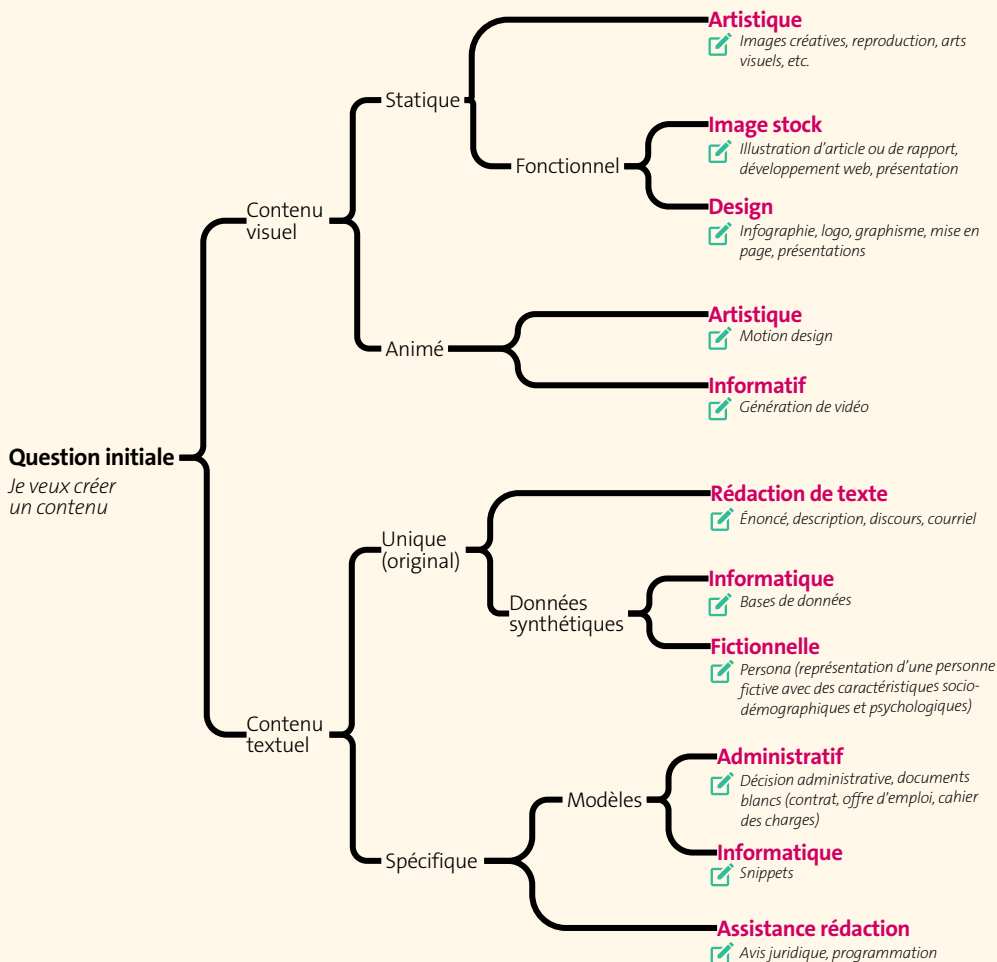 Question initiale
Je veux créer
un contenu
Contenu
visuel
Statique
Artistique
Images créatives, reproduction, arts
visuels, etc.
Fonctionnel
Image stock
Illustration d'article ou de rapport,
développement web, présentation
Design
Infographie, logo, graphisme, mise en
page, présentations
Animé
Artistique
Motion design
Informatif
Génération de vidéo
Contenu
textuel
Unique
(original)
Rédaction de texte
Énoncé, description, discours, courriel
Données
synthétiques
Informatique
Bases de données
Fictionnelle
Persona (représentation d'une personne
fictive avec des caractéristiques socio-
démographiques et psychologiques)
Spécifique
Modèles
Administratif
Décision administrative, documents
blancs (contrat, offre d'emploi, cahier
des charges)
Informatique
Snippets
Assistance rédaction
Avis juridique, programmation